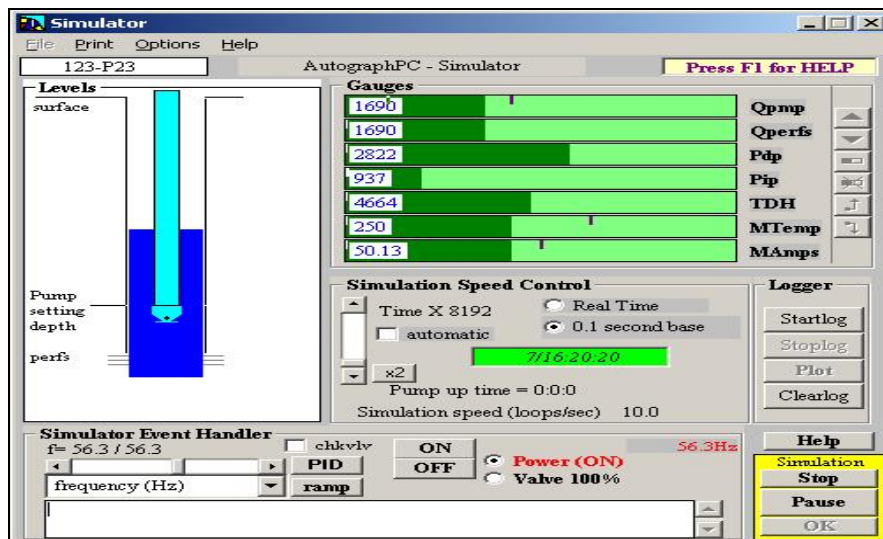 Simulator
File Print Options Help
123-P23 AutographPC - Simulator Press F1 for HELP
Levels
surface
Pump
setting
depth
perfs
Gauges
1690 Qpmp
1690 Qperfs
2822 Pdp
937 Pip
4664 TDH
250 MTemp
50.13 MAmps
Simulation Speed Control
Time X 8192 Real Time
automatic 0.1 second base
7/16:20:20
x2
Pump up time = 0:0:0
Simulation speed (loops/sec) 10.0
Logger
Startlog
Stoplog
Plot
Clearlog
Simulator Event Handler
f= 56.3 / 56.3 chkvlv ON 56.3Hz
PID OFF Power (ON)
frequency (Hz) ramp Valve 100%
Help
Simulation
Stop
Pause
OK